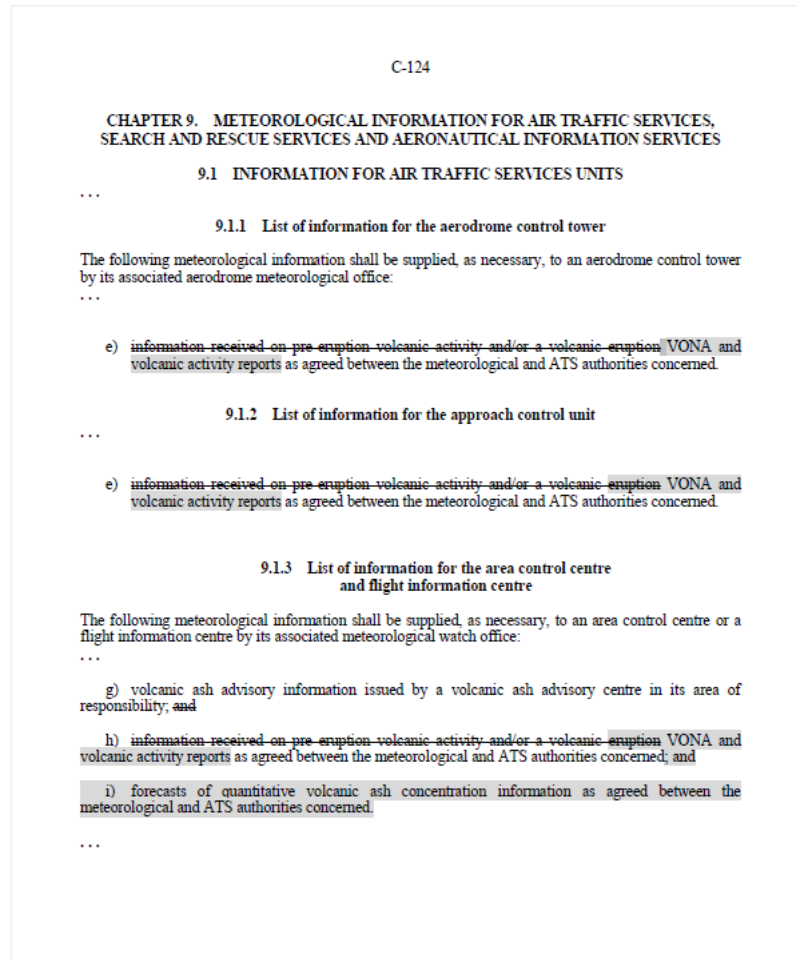 C-124
CHAPTER 9. METEOROLOGICAL INFORMATION FOR AIR TRAFFIC SERVICES,
SEARCH AND RESCUE SERVICES AND AERONAUTICAL INFORMATION SERVICES
9.1 INFORMATION FOR AIR TRAFFIC SERVICES UNITS
. . .
9.1.1 List of information for the aerodrome control tower
The following meteorological information shall be supplied, as necessary, to an aerodrome control tower
by its associated aerodrome meteorological office:
. . .
e) information received on pre eruption volcanic activity and/or a volcanic eruption VONA and
volcanic activity reports as agreed between the meteorological and ATS authorities concerned.
9.1.2 List of information for the approach control unit
. . .
e) information received on pre eruption volcanic activity and/or a volcanic eruption VONA and
volcanic activity reports as agreed between the meteorological and ATS authorities concerned.
9.1.3 List of information for the area control centre
and flight information centre
The following meteorological information shall be supplied, as necessary, to an area control centre or a
flight information centre by its associated meteorological watch office:
. . .
g) volcanic ash advisory information issued by a volcanic ash advisory centre in its area of
responsibility; and
h) information received on pre eruption volcanic activity and/or a volcanic eruption VONA and
volcanic activity reports as agreed between the meteorological and ATS authorities concerned; and
i) forecasts of quantitative volcanic ash concentration information as agreed between the
meteorological and ATS authorities concerned.
. . .